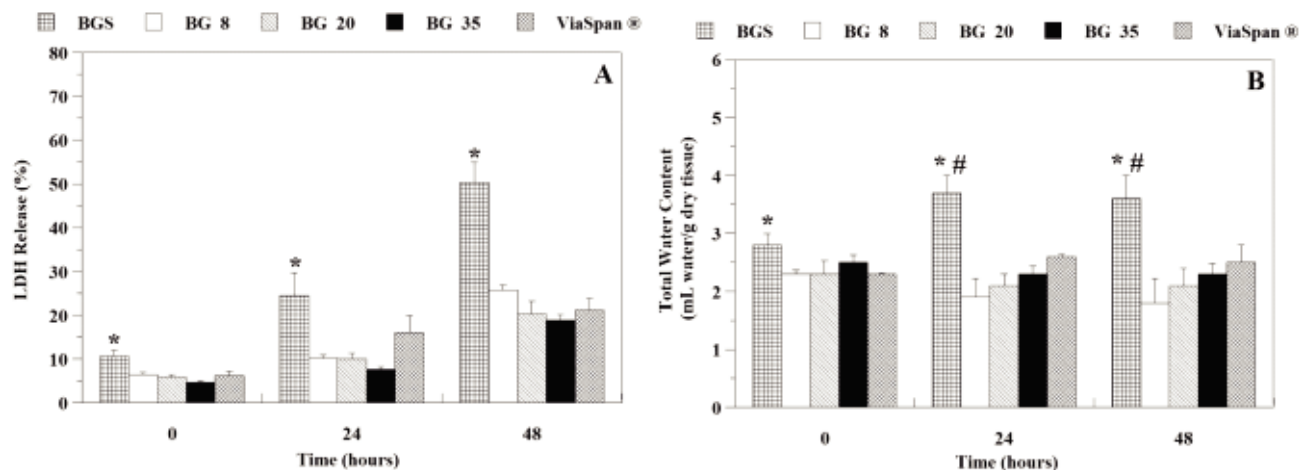 BGS BG 8 BG 20 BG 35 ViaSpan ®
A
LDH Release (%)
80
70
60
50
40
30
20
10
0
*
*
*
0 24 48
Time (hours)
BGS BG 8 BG 20 BG 35 ViaSpan ®
B
Total Water Content
(mL water/g dry tissue)
6
5
4
3
2
1
0
*
* #
* #
0 24 48
Time (hours)